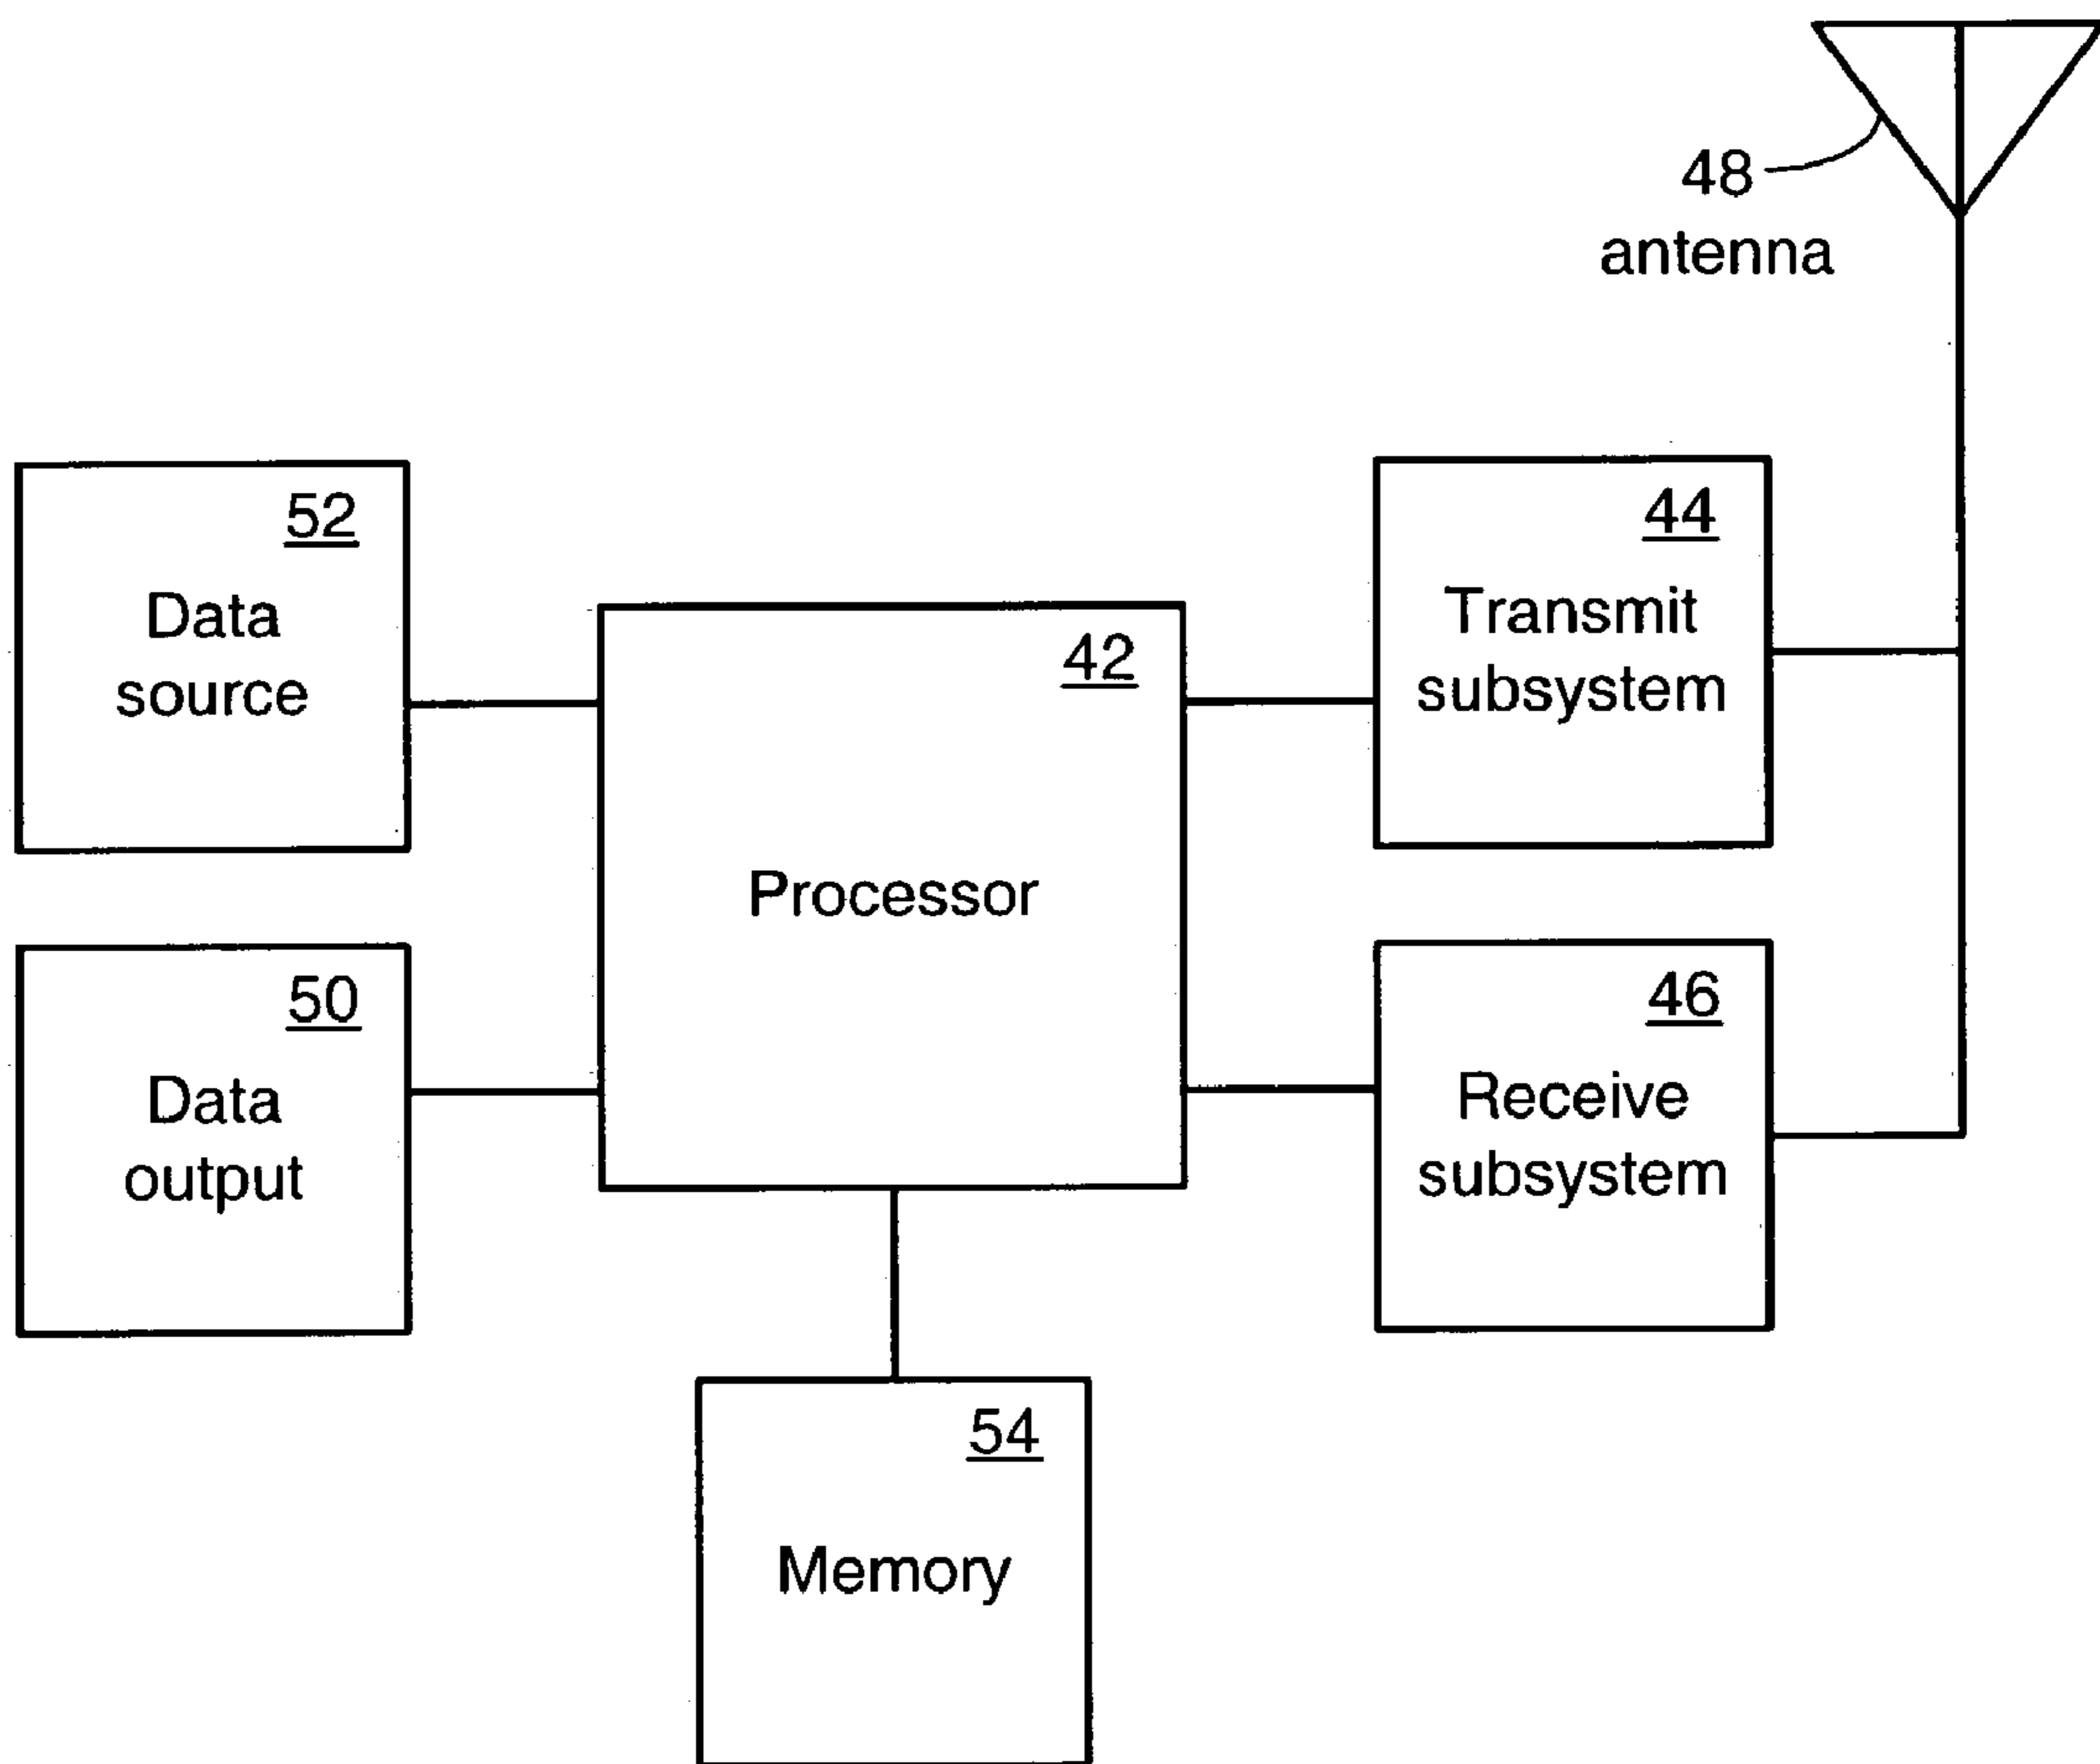 48
antenna
52
Data
source
44
Transmit
subsystem
42
Processor
50
Data
output
46
Receive
subsystem
54
Memory